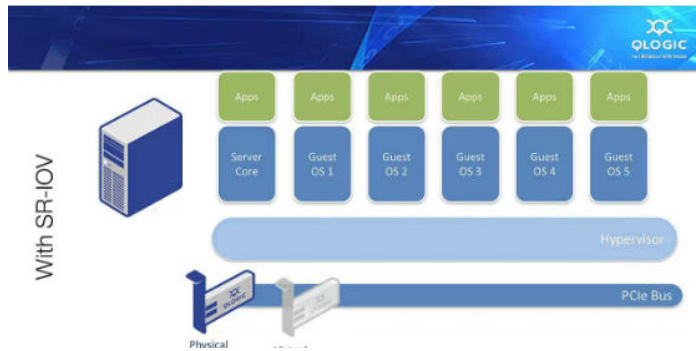 QLOGIC
With SR-IOV
Apps
Apps
Apps
Apps
Apps
Apps
Server
Core
Guest
OS 1
Guest
OS 2
Guest
OS 3
Guest
OS 4
Guest
OS 5
Hypervisor
QLOGIC
PCIe Bus
Physical